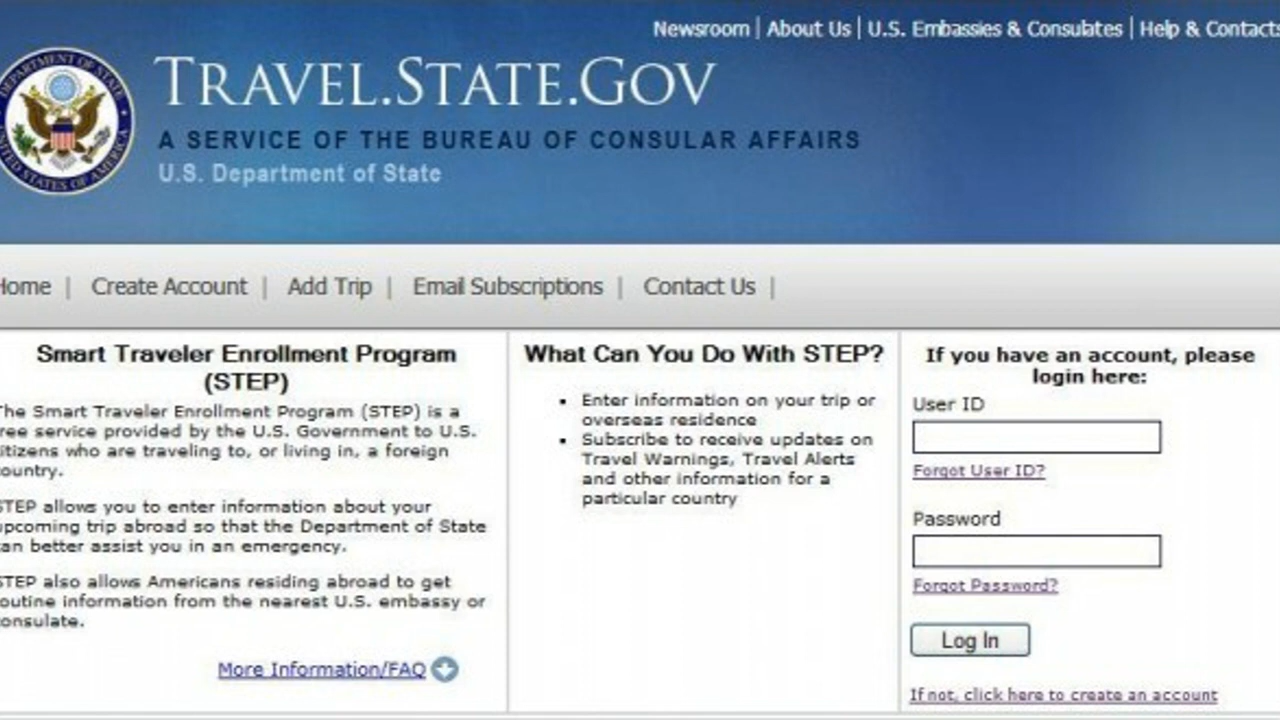 Newsroom | About Us | U.S. Embassies & Consulates | Help & Contacts
DEPARTMENT OF STATE
UNITED STATES OF AMERICA
TRAVEL.STATE.GOV
A SERVICE OF THE BUREAU OF CONSULAR AFFAIRS
U.S. Department of State
Home | Create Account | Add Trip | Email Subscriptions | Contact Us |
Smart Traveler Enrollment Program
(STEP)
The Smart Traveler Enrollment Program (STEP) is a
free service provided by the U.S. Government to U.S.
citizens who are traveling to, or living in, a foreign
country.
STEP allows you to enter information about your
upcoming trip abroad so that the Department of State
can better assist you in an emergency.
STEP also allows Americans residing abroad to get
routine information from the nearest U.S. embassy or
consulate.
More Information/FAQ
What Can You Do With STEP?
• Enter information on your trip or
overseas residence
• Subscribe to receive updates on
Travel Warnings, Travel Alerts
and other information for a
particular country
If you have an account, please
login here:
User ID
Forgot User ID?
Password
Forgot Password?
Log In
If not, click here to create an account